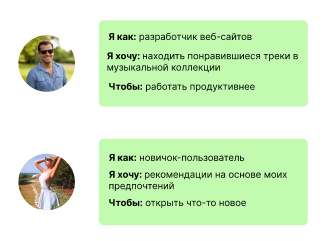 Я как: разработчик веб-сайтов
Я хочу: находить понравившиеся треки в
музыкальной коллекции
Чтобы: работать продуктивнее
Я как: новичок-пользователь
Я хочу: рекомендации на основе моих
предпочтений
Чтобы: открыть что-то новое